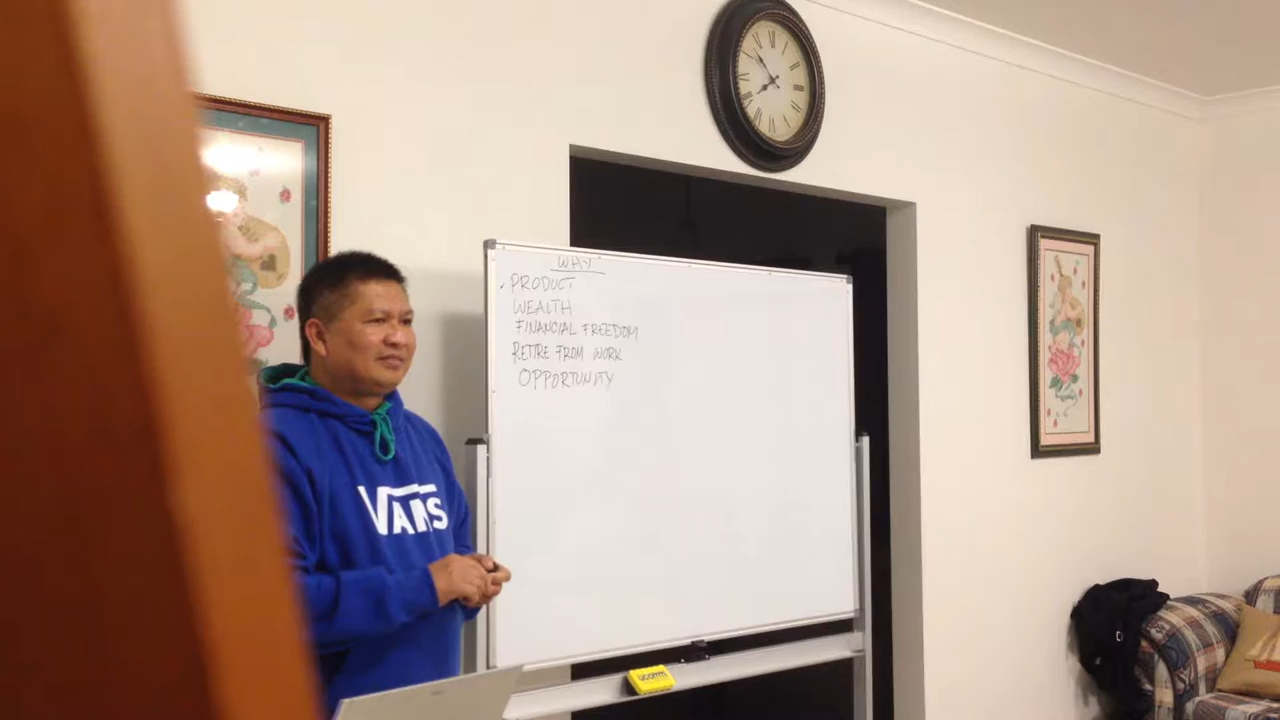 WHY
PRODUCT
WEALTH
FINANCIAL FREEDOM
RETIRE FROM WORK
OPPORTUNITY
VANS